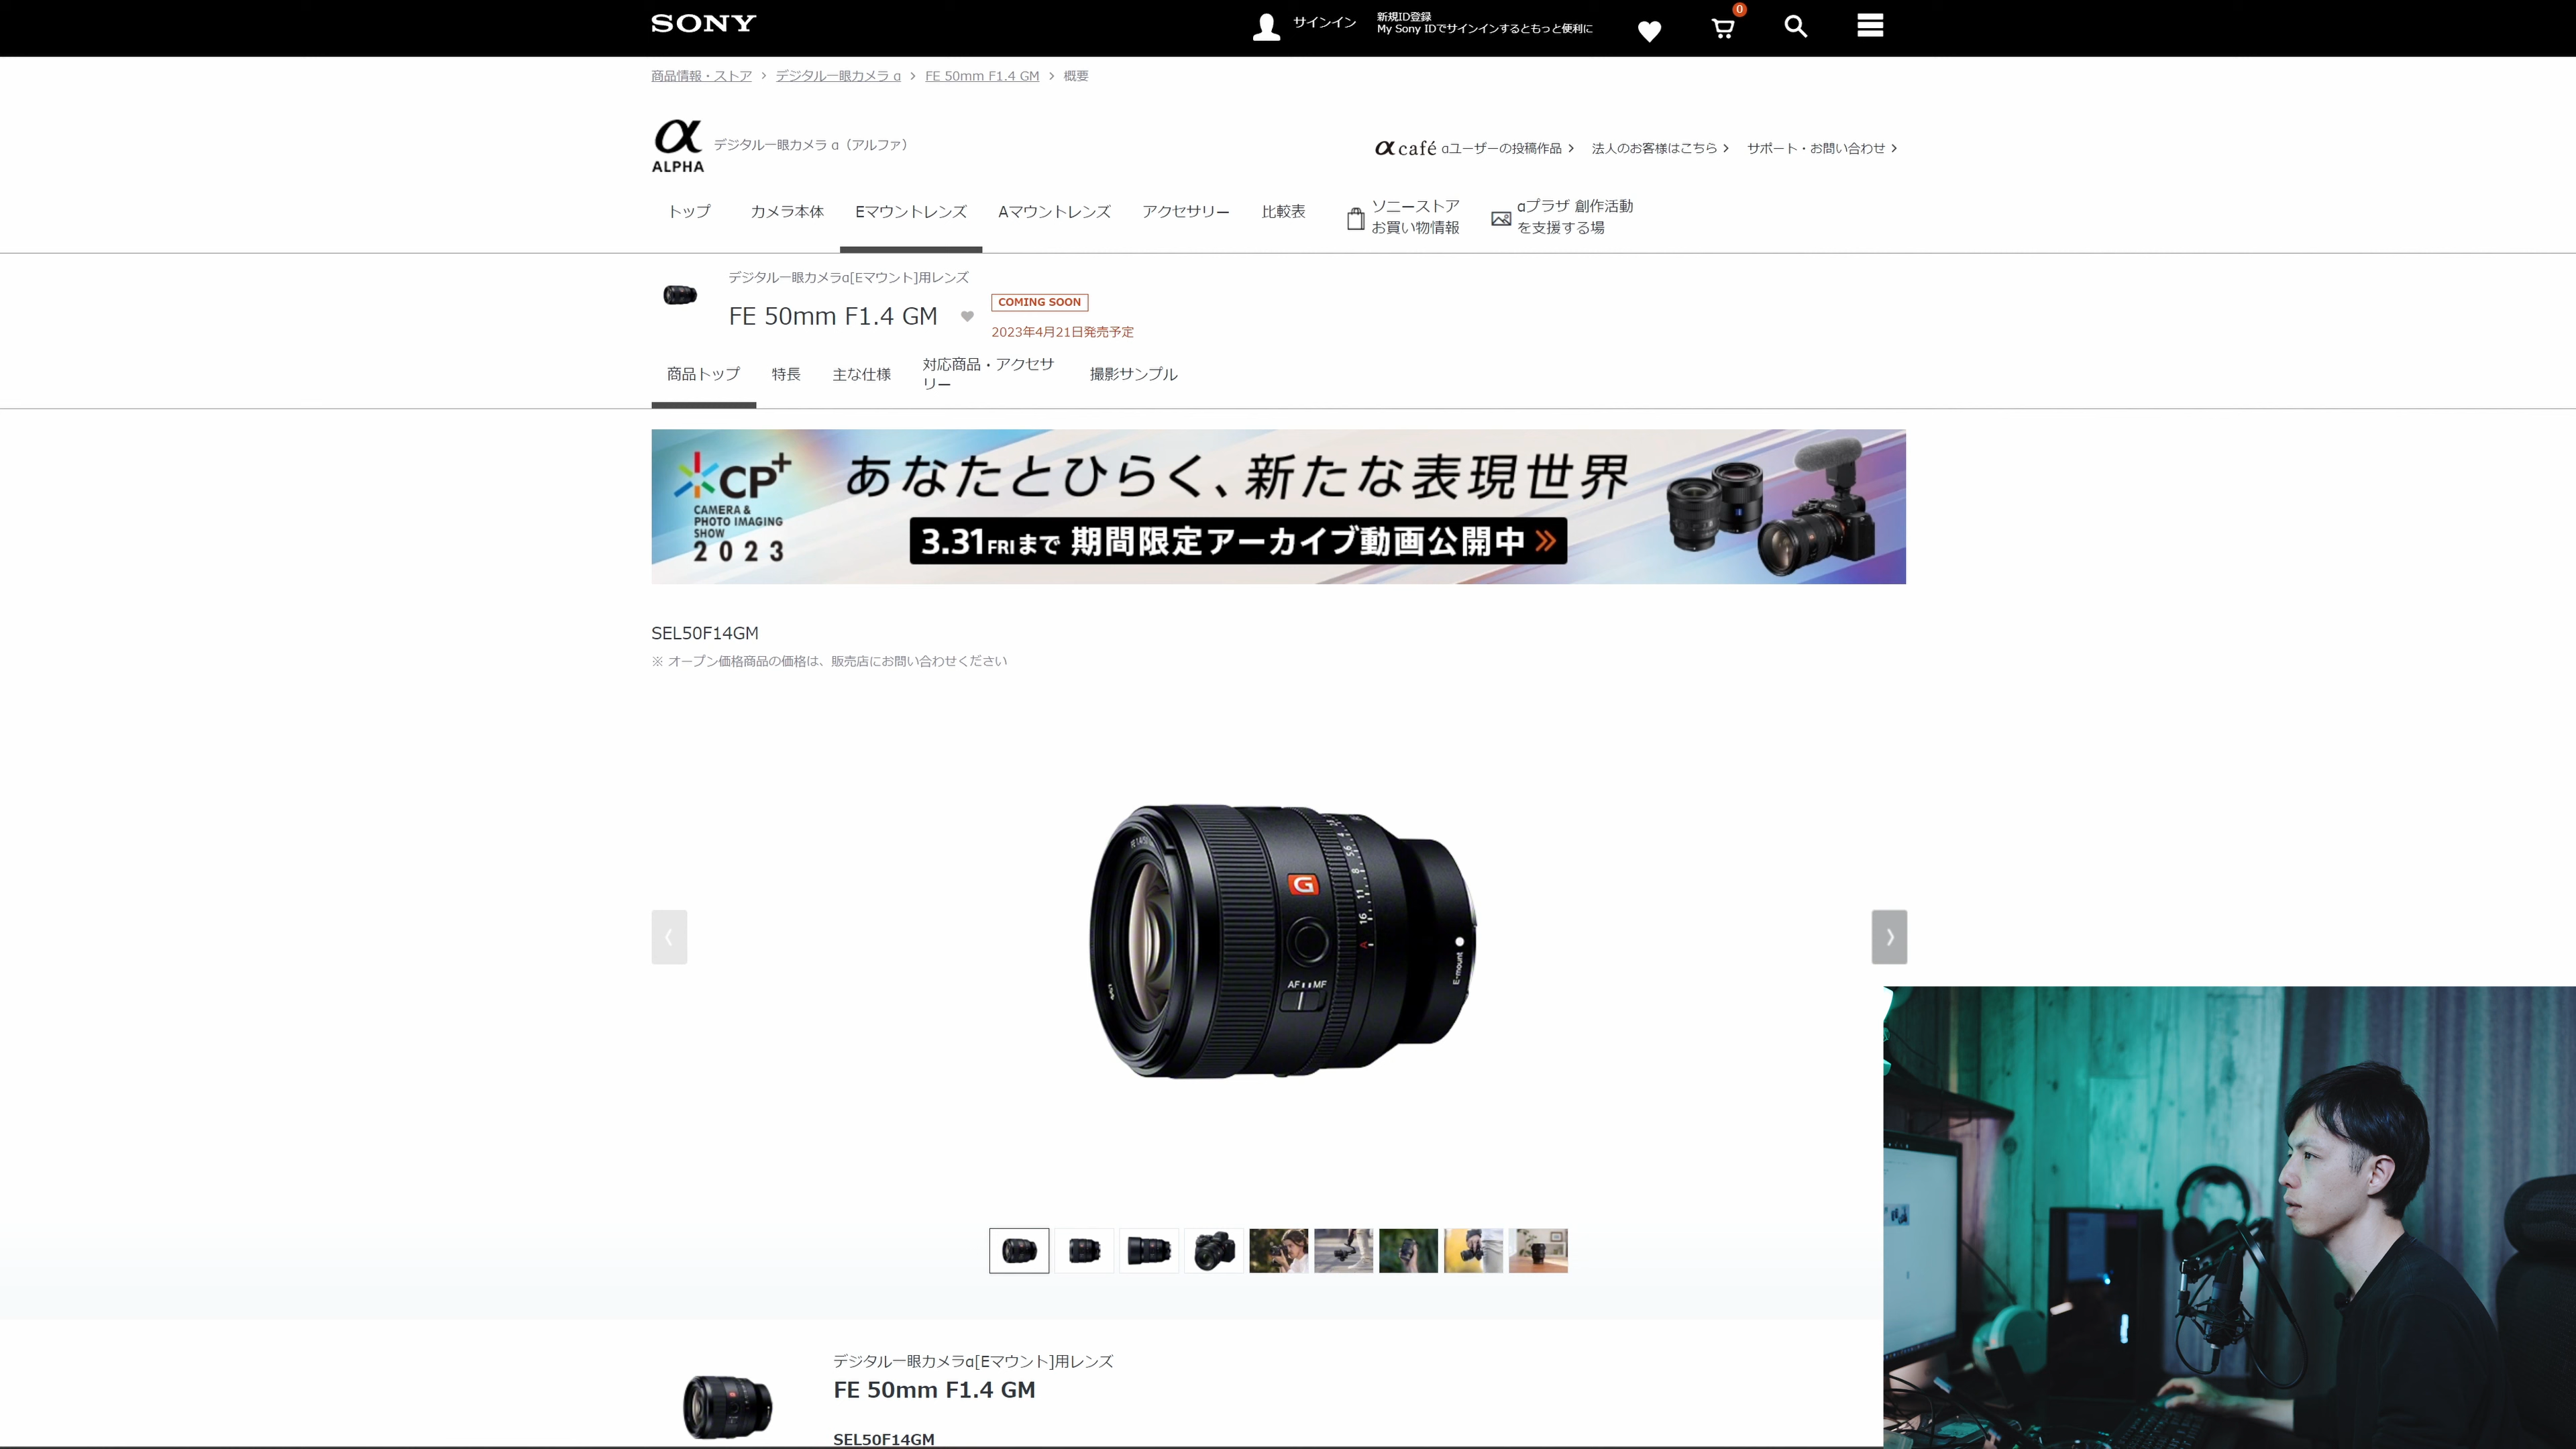 SONY
サインイン
新規ID登録
My Sony IDでサインインするともっと便利に
0
商品情報・ストア > デジタル一眼カメラ α > FE 50mm F1.4 GM > 概要
α
ALPHA
デジタル一眼カメラ α（アルファ）
α café αユーザーの投稿作品 >
法人のお客様はこちら >
サポート・お問い合わせ >
トップ
カメラ本体
Eマウントレンズ
Aマウントレンズ
アクセサリー
比較表
ソニーストア
お買い物情報
αプラザ 創作活動
を支援する場
デジタル一眼カメラα[Eマウント]用レンズ
FE 50mm F1.4 GM
COMING SOON
2023年4月21日発売予定
商品トップ
特長
主な仕様
対応商品・アクセサ
リー
撮影サンプル
CP+
CAMERA &
PHOTO IMAGING
SHOW
2023
あなたとひらく、新たな表現世界
3.31FRIまで 期間限定アーカイブ動画公開中
SEL50F14GM
※ オープン価格商品の価格は、販売店にお問い合わせください
G
AF MF
4
5.6
8
11
16
A
E-mount
デジタル一眼カメラα[Eマウント]用レンズ
FE 50mm F1.4 GM
SEL50F14GM